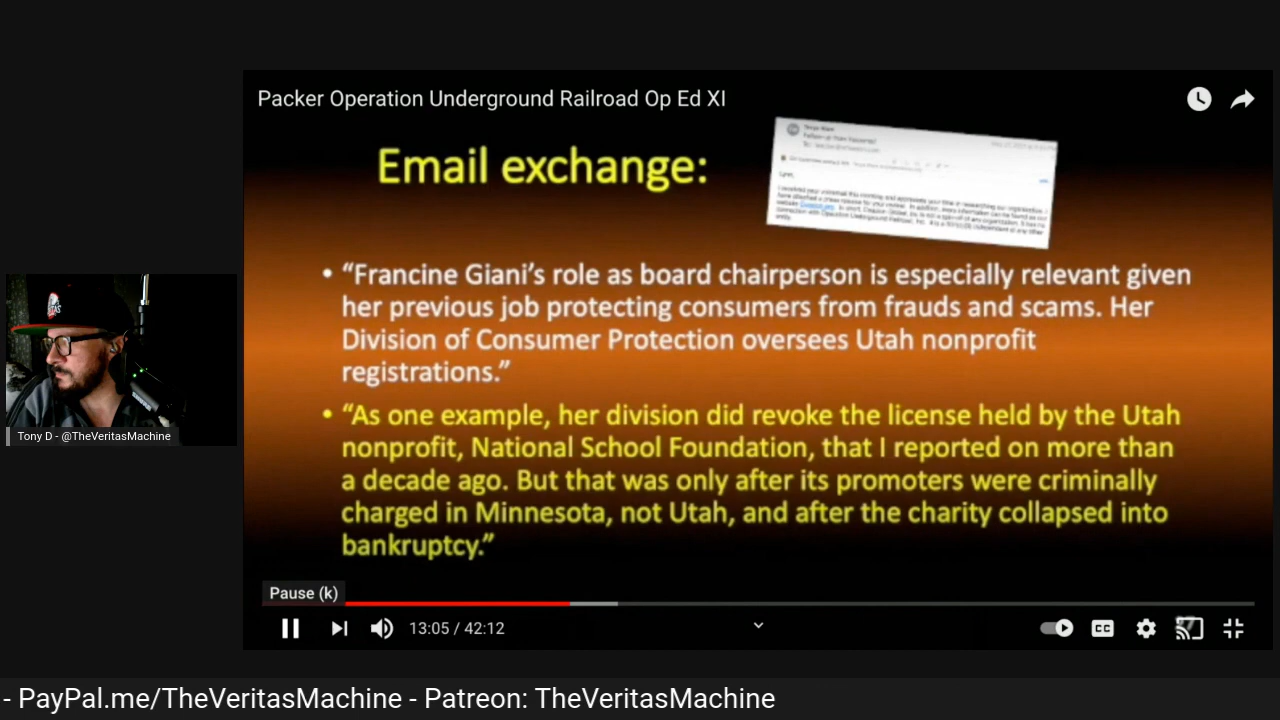 Packer Operation Underground Railroad Op Ed XI
Email exchange:
• “Francine Giani’s role as board chairperson is especially relevant given
her previous job protecting consumers from frauds and scams. Her
Division of Consumer Protection oversees Utah nonprofit
registrations.”
• “As one example, her division did revoke the license held by the Utah
nonprofit, National School Foundation, that I reported on more than
a decade ago. But that was only after its promoters were criminally
charged in Minnesota, not Utah, and after the charity collapsed into
bankruptcy.”
Pause (k)
13:05 / 42:12
CC
Tony D - @TheVeritasMachine
- PayPal.me/TheVeritasMachine - Patreon: TheVeritasMachine